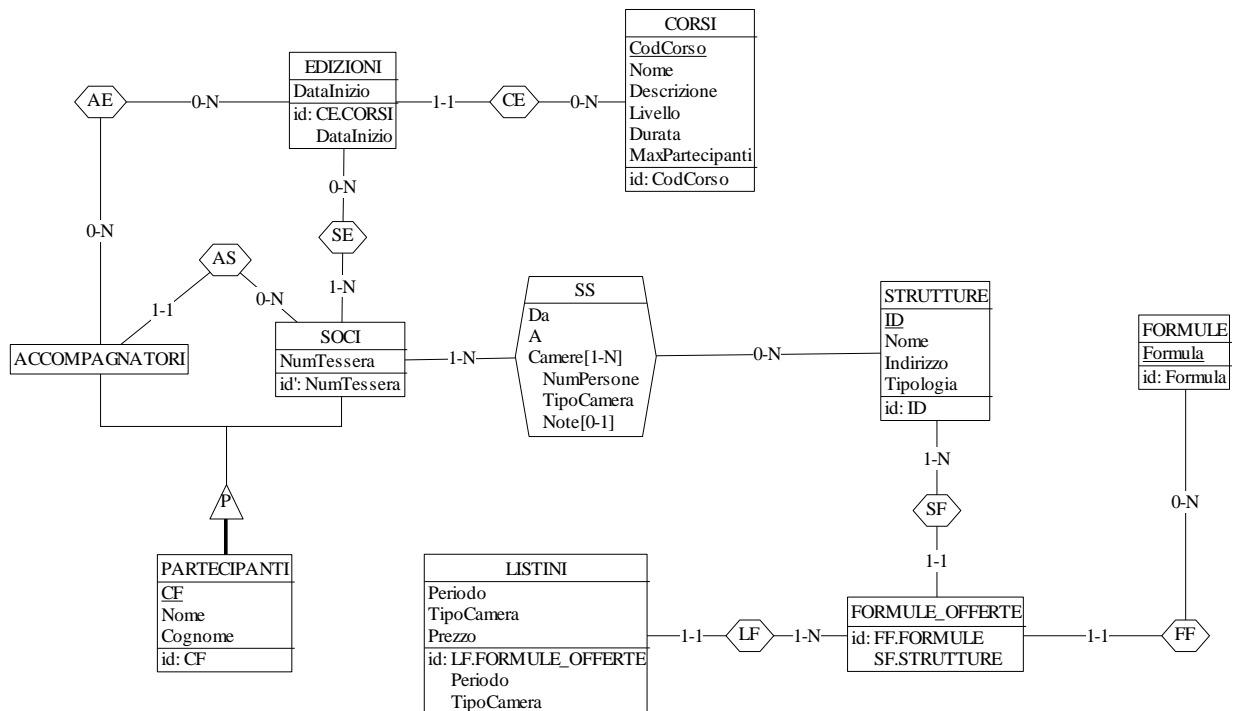 CORSI
CodCorso
Nome
Descrizione
Livello
Durata
MaxPartecipanti
id: CodCorso
EDIZIONI
DataInizio
id: CE.CORSI
DataInizio
AE
0-N
1-1
CE
0-N
0-N
0-N
SE
AS
1-1
0-N
1-N
ACCOMPAGNATORI
SOCI
NumTessera
id': NumTessera
1-N
SS
Da
A
Camere[1-N]
NumPersone
TipoCamera
Note[0-1]
0-N
STRUTTURE
ID
Nome
Indirizzo
Tipologia
id: ID
FORMULE
Formula
id: Formula
1-N
SF
1-1
0-N
P
PARTECIPANTI
CF
Nome
Cognome
id: CF
LISTINI
Periodo
TipoCamera
Prezzo
id: LF.FORMULE_OFFERTE
Periodo
TipoCamera
1-1
LF
1-N
FORMULE_OFFERTE
id: FF.FORMULE
SF.STRUTTURE
1-1
FF